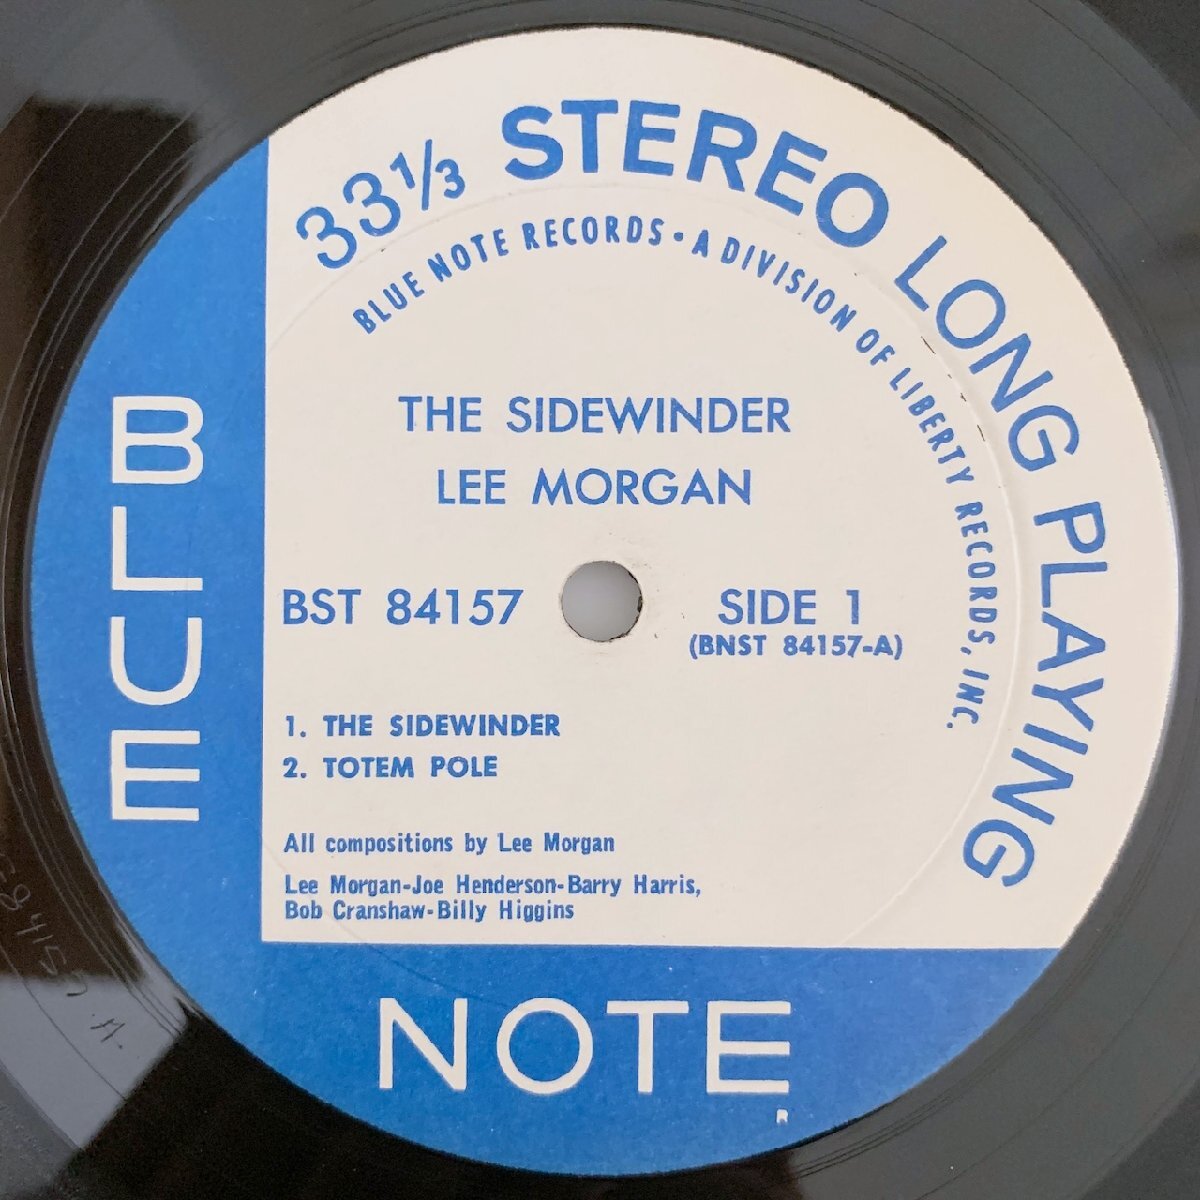 33 1/3 STEREO LONG PLAYING
BLUE NOTE RECORDS • A DIVISION OF LIBERTY RECORDS, INC.
THE SIDEWINDER
LEE MORGAN
BST 84157
SIDE 1
(BNST 84157-A)
1. THE SIDEWINDER
2. TOTEM POLE
All compositions by Lee Morgan
Lee Morgan-Joe Henderson-Barry Harris,
Bob Cranshaw-Billy Higgins
BLUE
NOTE
R